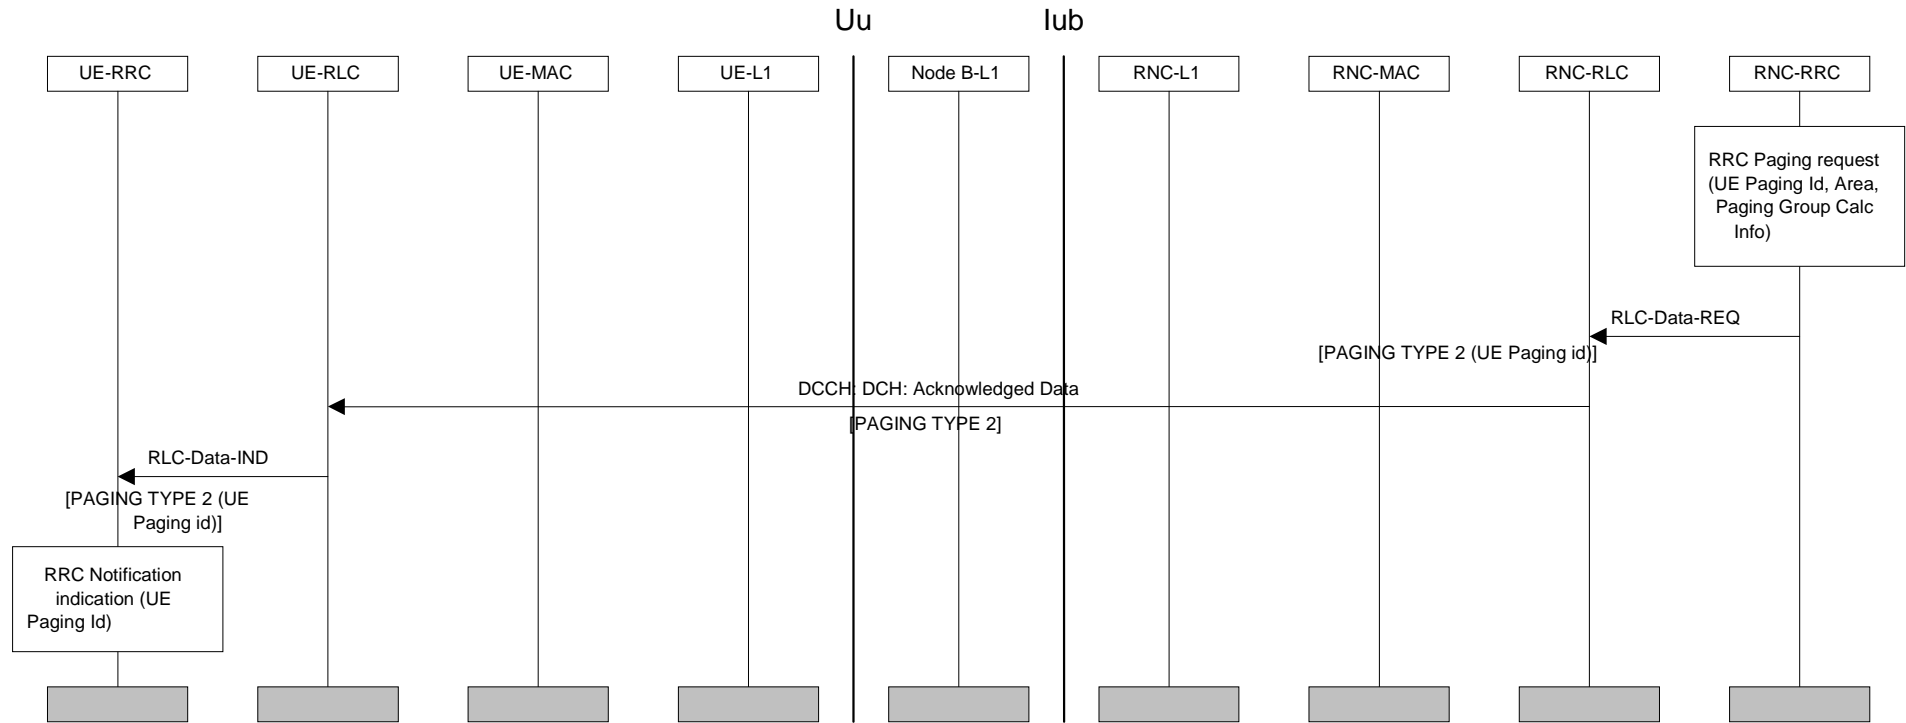 Uu
Iub
UE-RRC
UE-RLC
UE-MAC
UE-L1
Node B-L1
RNC-L1
RNC-MAC
RNC-RLC
RNC-RRC
RRC Paging request
(UE Paging Id, Area,
Paging Group Calc
Info)
RLC-Data-REQ
[PAGING TYPE 2 (UE Paging id)]
DCCH: DCH: Acknowledged Data
[PAGING TYPE 2]
RLC-Data-IND
[PAGING TYPE 2 (UE
Paging id)]
RRC Notification
indication (UE
Paging Id)